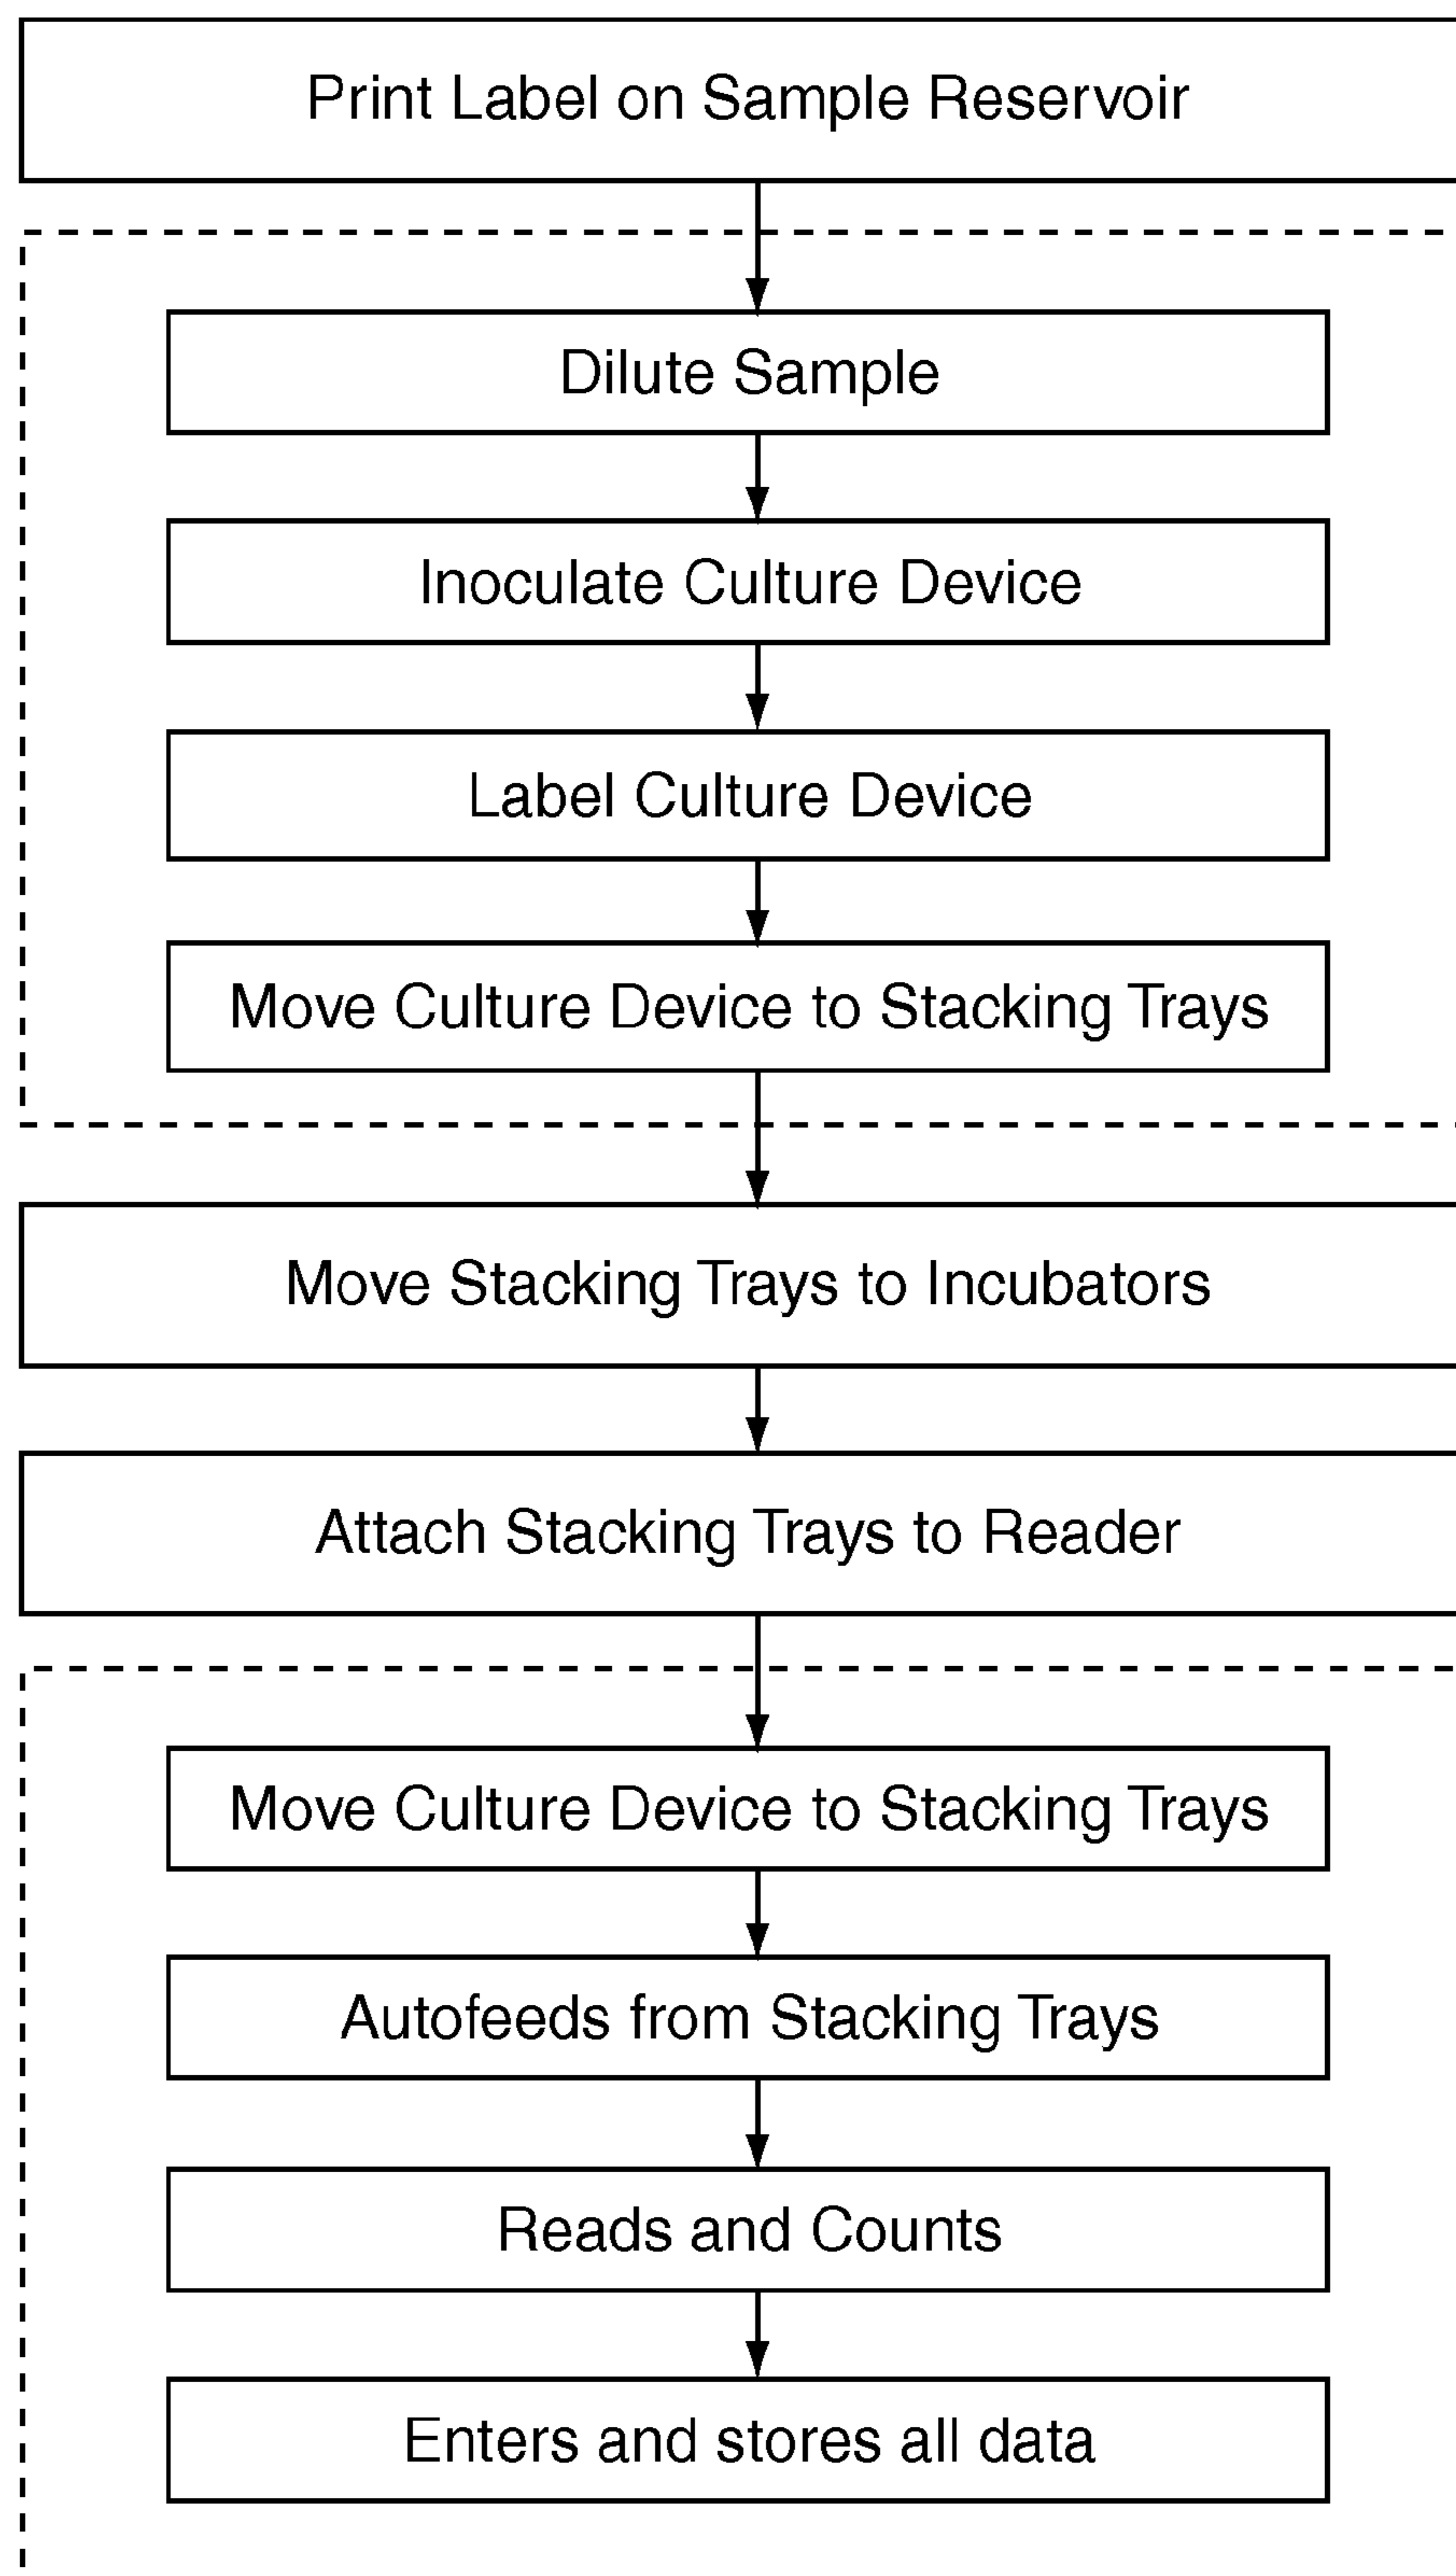 Print Label on Sample Reservoir
Dilute Sample
Inoculate Culture Device
Label Culture Device
Move Culture Device to Stacking Trays
Move Stacking Trays to Incubators
Attach Stacking Trays to Reader
Move Culture Device to Stacking Trays
Autofeeds from Stacking Trays
Reads and Counts
Enters and stores all data